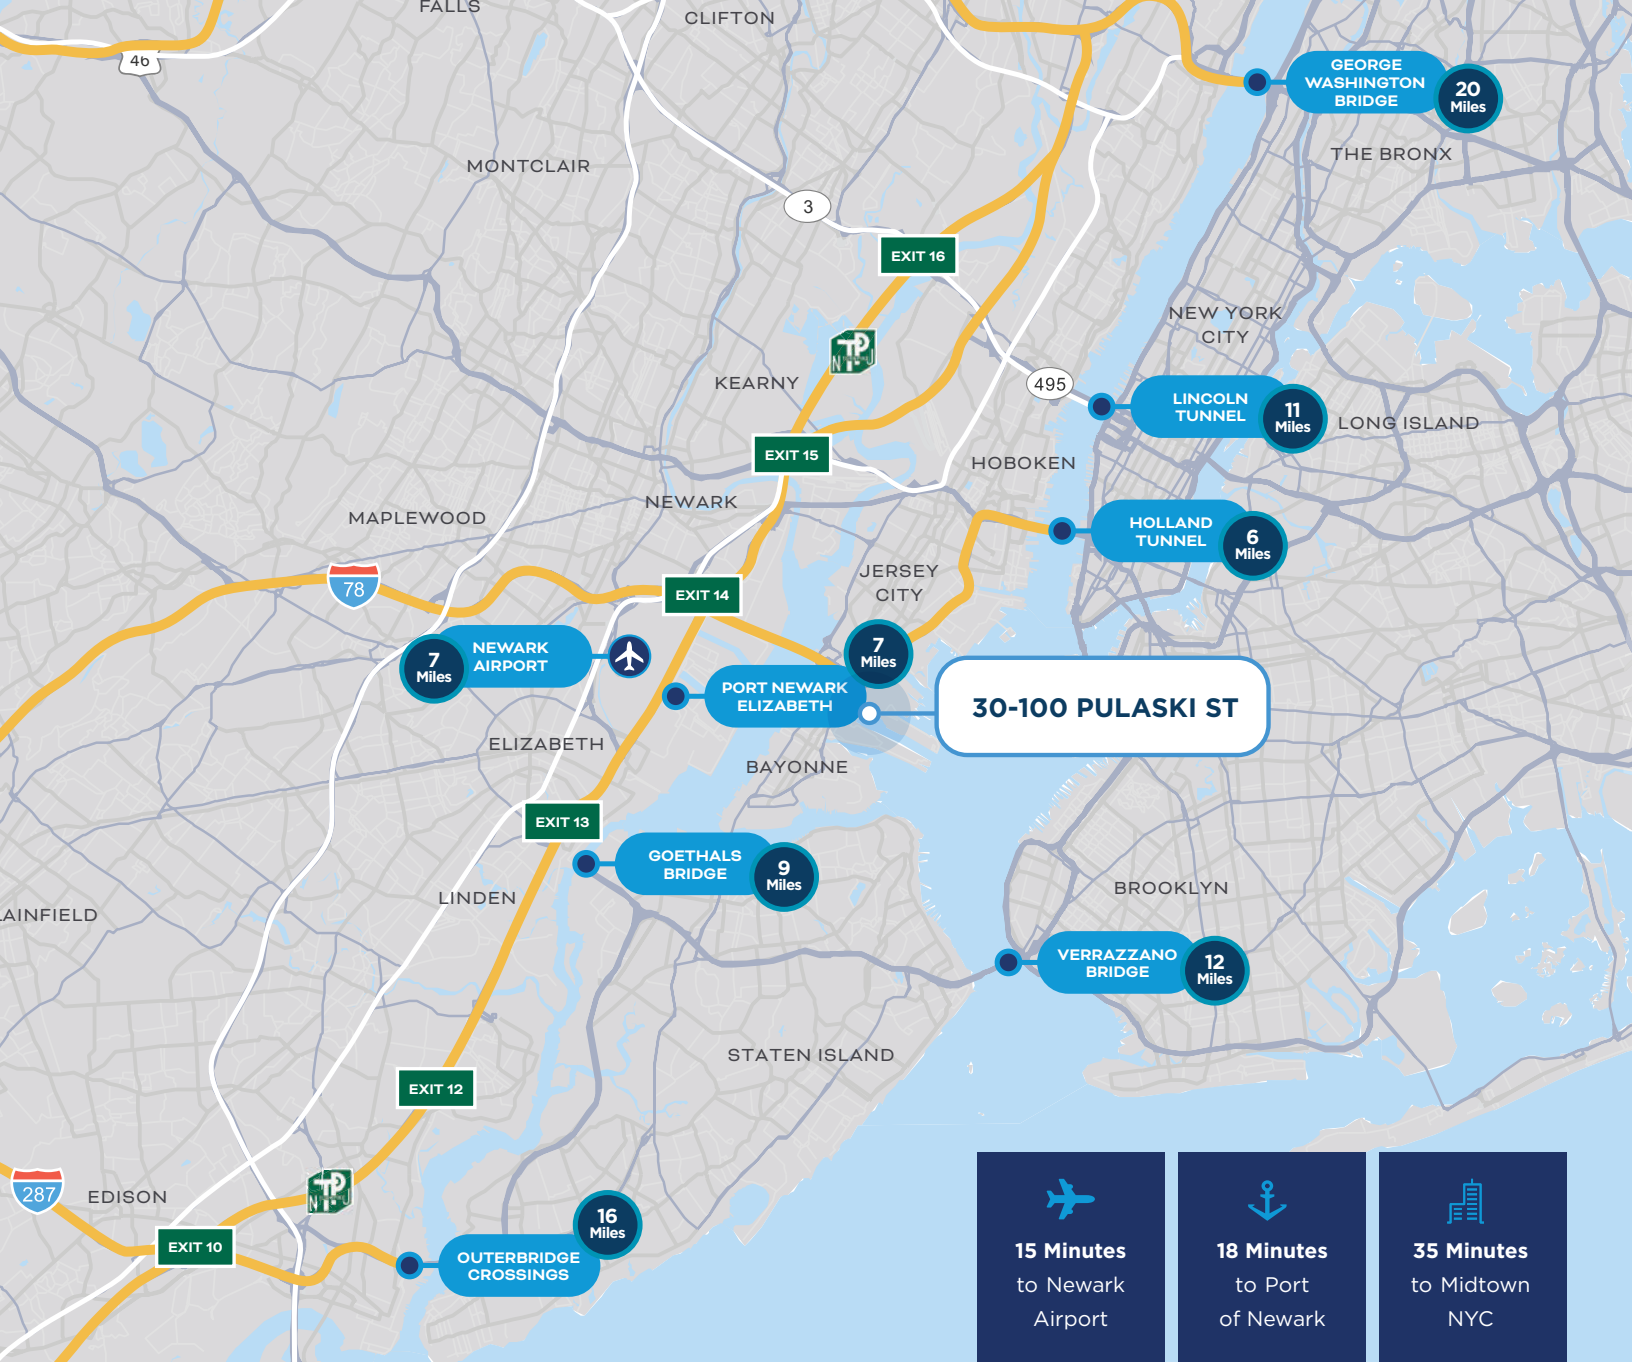 FALLS
CLIFTON
46
GEORGE
WASHINGTON
BRIDGE
20
Miles
THE BRONX
MONTCLAIR
3
EXIT 16
NEW YORK
CITY
KEARNY
495
LINCOLN
TUNNEL
11
Miles
LONG ISLAND
EXIT 15
HOBOKEN
NEWARK
MAPLEWOOD
HOLLAND
TUNNEL
6
Miles
78
JERSEY
CITY
EXIT 14
7
Miles
NEWARK
AIRPORT
7
Miles
PORT NEWARK
ELIZABETH
30-100 PULASKI ST
ELIZABETH
BAYONNE
EXIT 13
GOETHALS
BRIDGE
9
Miles
LINDEN
BROOKLYN
LAINFIELD
VERRAZZANO
BRIDGE
12
Miles
STATEN ISLAND
EXIT 12
287
EDISON
EXIT 10
16
Miles
OUTERBRIDGE
CROSSINGS
15 Minutes
to Newark
Airport
18 Minutes
to Port
of Newark
35 Minutes
to Midtown
NYC